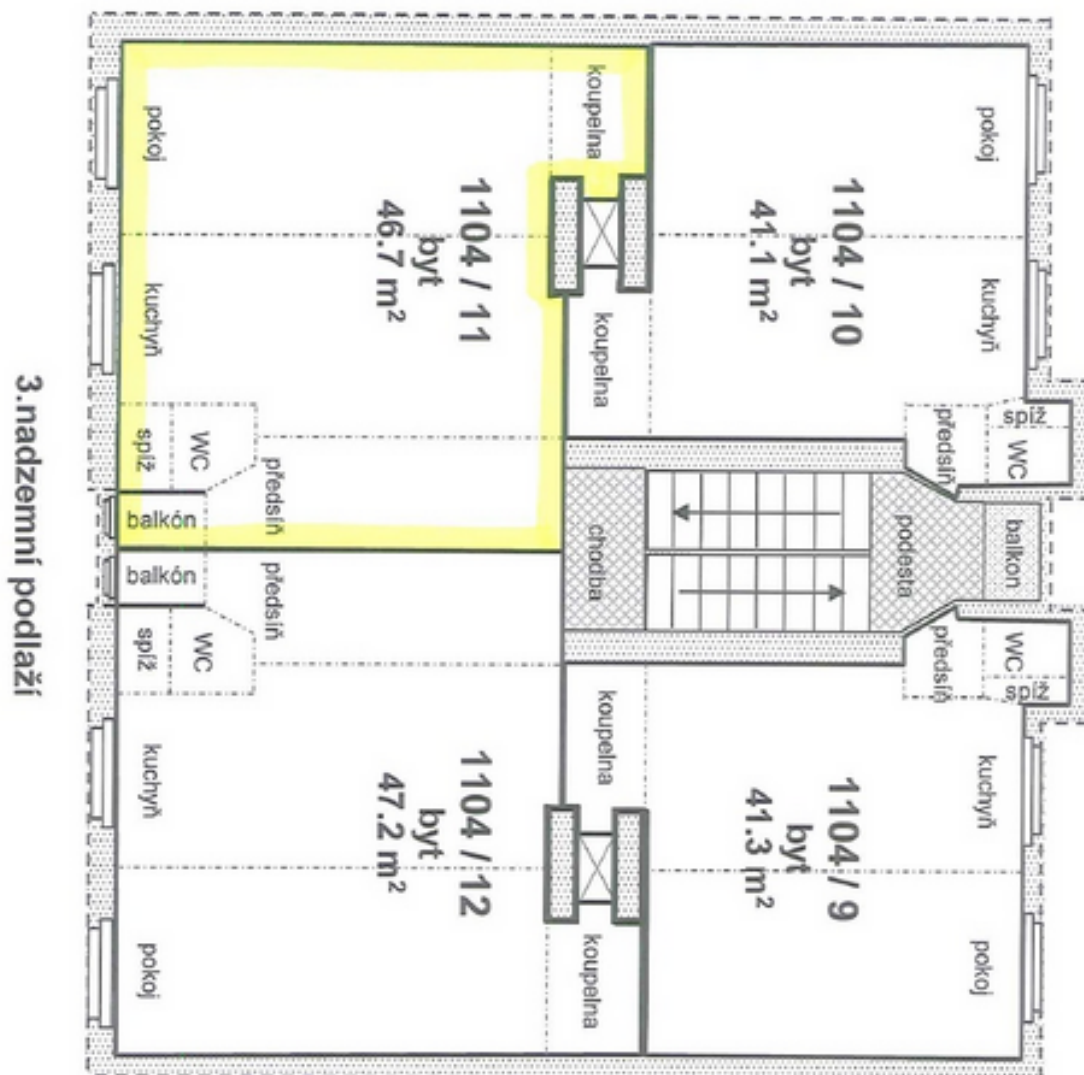 pokoj
kuchyň
spíž
WC
předsíň
1104 / 10
byt
41.1 m²
koupelna
balkon
podesta
chodba
WC
spíž
předsíň
kuchyň
pokoj
1104 / 9
byt
41.3 m²
koupelna
koupelna
1104 / 11
byt
46.7 m²
předsíň
WC
spíž
balkón
pokoj
kuchyň
koupelna
1104 / 12
byt
47.2 m²
předsíň
WC
spíž
balkón
kuchyň
pokoj
3.nadzemní podlaží